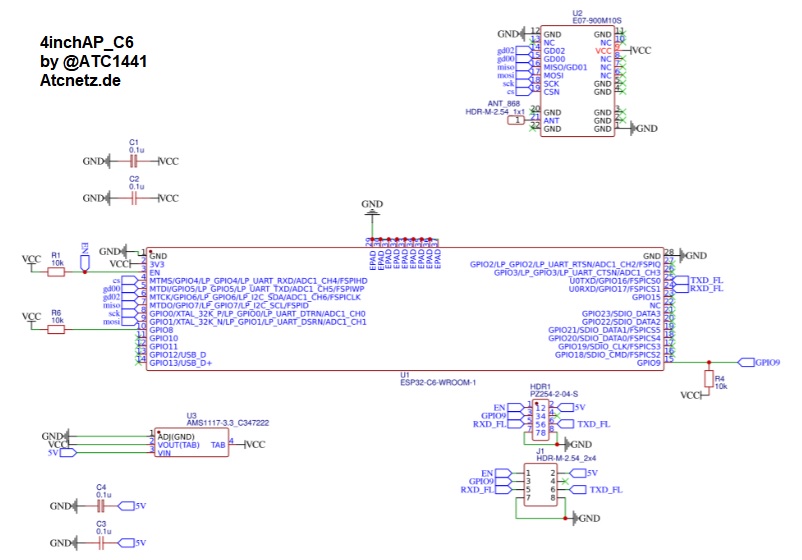 4inchAP_C6
by @ATC1441
Atcnetz.de
U2
E07-900M10S
GND 12 GND GND 11
13 NC NC 10
gd02 14 GD02 VCC 9 VCC
gd00 15 GD00 NC 8
miso 16 MISO/GD01 NC 7
mosi 17 MOSI NC 6
sck 18 SCK GND 5
cs 19 CSN GND 4
ANT_868
HDR-M-2.54_1x1
20 GND GND 3
1 21 ANT GND 2
22 GND GND 1 GND
C1
0.1u
GND VCC
C2
0.1u
GND VCC
GND
EPAD EPAD EPAD EPAD EPAD EPAD EPAD EPAD EPAD
VCC R1 10k EN
GND 1 GND
VCC 2 3V3
3 EN
cs 4 MTMS/GPIO4/LP_GPIO4/LP_UART_RXD/ADC1_CH4/FSPIHD
gd00 5 MTDI/GPIO5/LP_GPIO5/LP_UART_TXD/ADC1_CH5/FSPIWP
gd02 6 MTCK/GPIO6/LP_GPIO6/LP_I2C_SDA/ADC1_CH6/FSPICLK
miso 7 MTDO/GPIO7/LP_GPIO7/LP_I2C_SCL/FSPID
sck 8 GPIO0/XTAL_32K_P/LP_GPIO0/LP_UART_DTRN/ADC1_CH0
mosi 9 GPIO1/XTAL_32K_N/LP_GPIO1/LP_UART_DSRN/ADC1_CH1
VCC R6 10k
10 GPIO8
11 GPIO10
12 GPIO11
13 GPIO12/USB_D
14 GPIO13/USB_D+
GND 28 GND
GPIO2/LP_GPIO2/LP_UART_RTSN/ADC1_CH2/FSPIQ 27
GPIO3/LP_GPIO3/LP_UART_CTSN/ADC1_CH3 26
U0TXD/GPIO16/FSPICS0 25 TXD_FL
U0RXD/GPIO17/FSPICS1 24 RXD_FL
GPIO15 23
NC 22
GPIO23/SDIO_DATA3 21
GPIO22/SDIO_DATA2 20
GPIO21/SDIO_DATA1/FSPICS5 19
GPIO20/SDIO_DATA0/FSPICS4 18
GPIO19/SDIO_CLK/FSPICS3 17
GPIO18/SDIO_CMD/FSPICS2 16
GPIO9 15 GPIO9
R4
10k
VCC
U1
ESP32-C6-WROOM-1
U3
AMS1117-3.3_C347222
GND 1 ADJ(GND)
VCC 2 VOUT(TAB) TAB 4 VCC
5V 3 VIN
HDR1
PZ254-2-04-S
EN 1 1 2 2 5V
GPIO9 3 3 4 4
RXD_FL 5 5 6 6 TXD_FL
7 7 8 8
GND
J1
HDR-M-2.54_2x4
EN 1 2 5V
GPIO9 3 4
RXD_FL 5 6 TXD_FL
7 8
GND
C4
0.1u
GND 5V
C3
0.1u
GND 5V